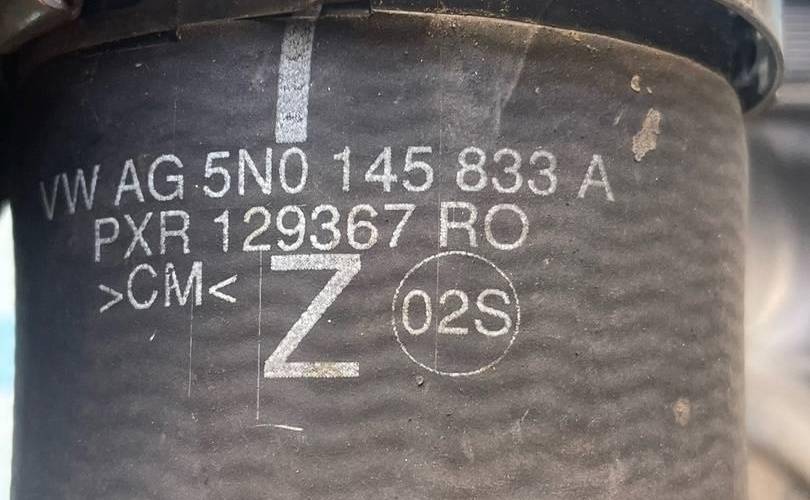 VW AG 5N0 145 833 A
PXR 129367 RO
>CM<
Z
02S